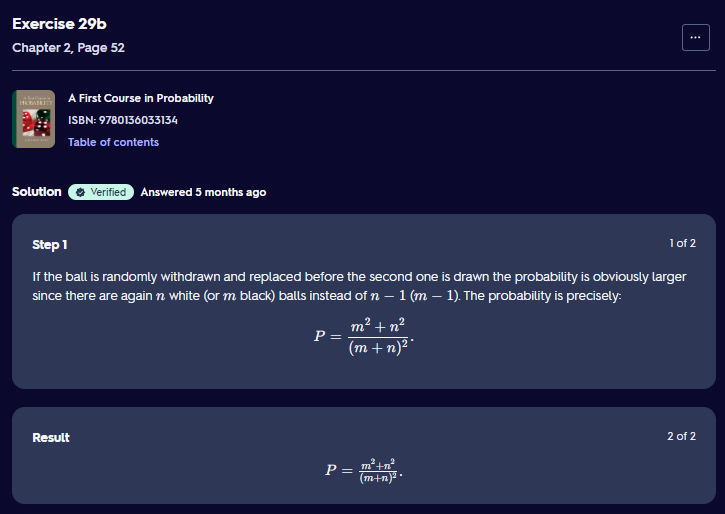 Exercise 29b
Chapter 2, Page 52
...
A First Course in Probability
ISBN: 9780136033134
Table of contents
Solution Verified Answered 5 months ago
Step 1 1 of 2
If the ball is randomly withdrawn and replaced before the second one is drawn the probability is obviously larger
since there are again n white (or m black) balls instead of n − 1 (m − 1). The probability is precisely:
P = \frac{m^2 + n^2}{(m + n)^2}.
Result 2 of 2
P = \frac{m^2+n^2}{(m+n)^2}.